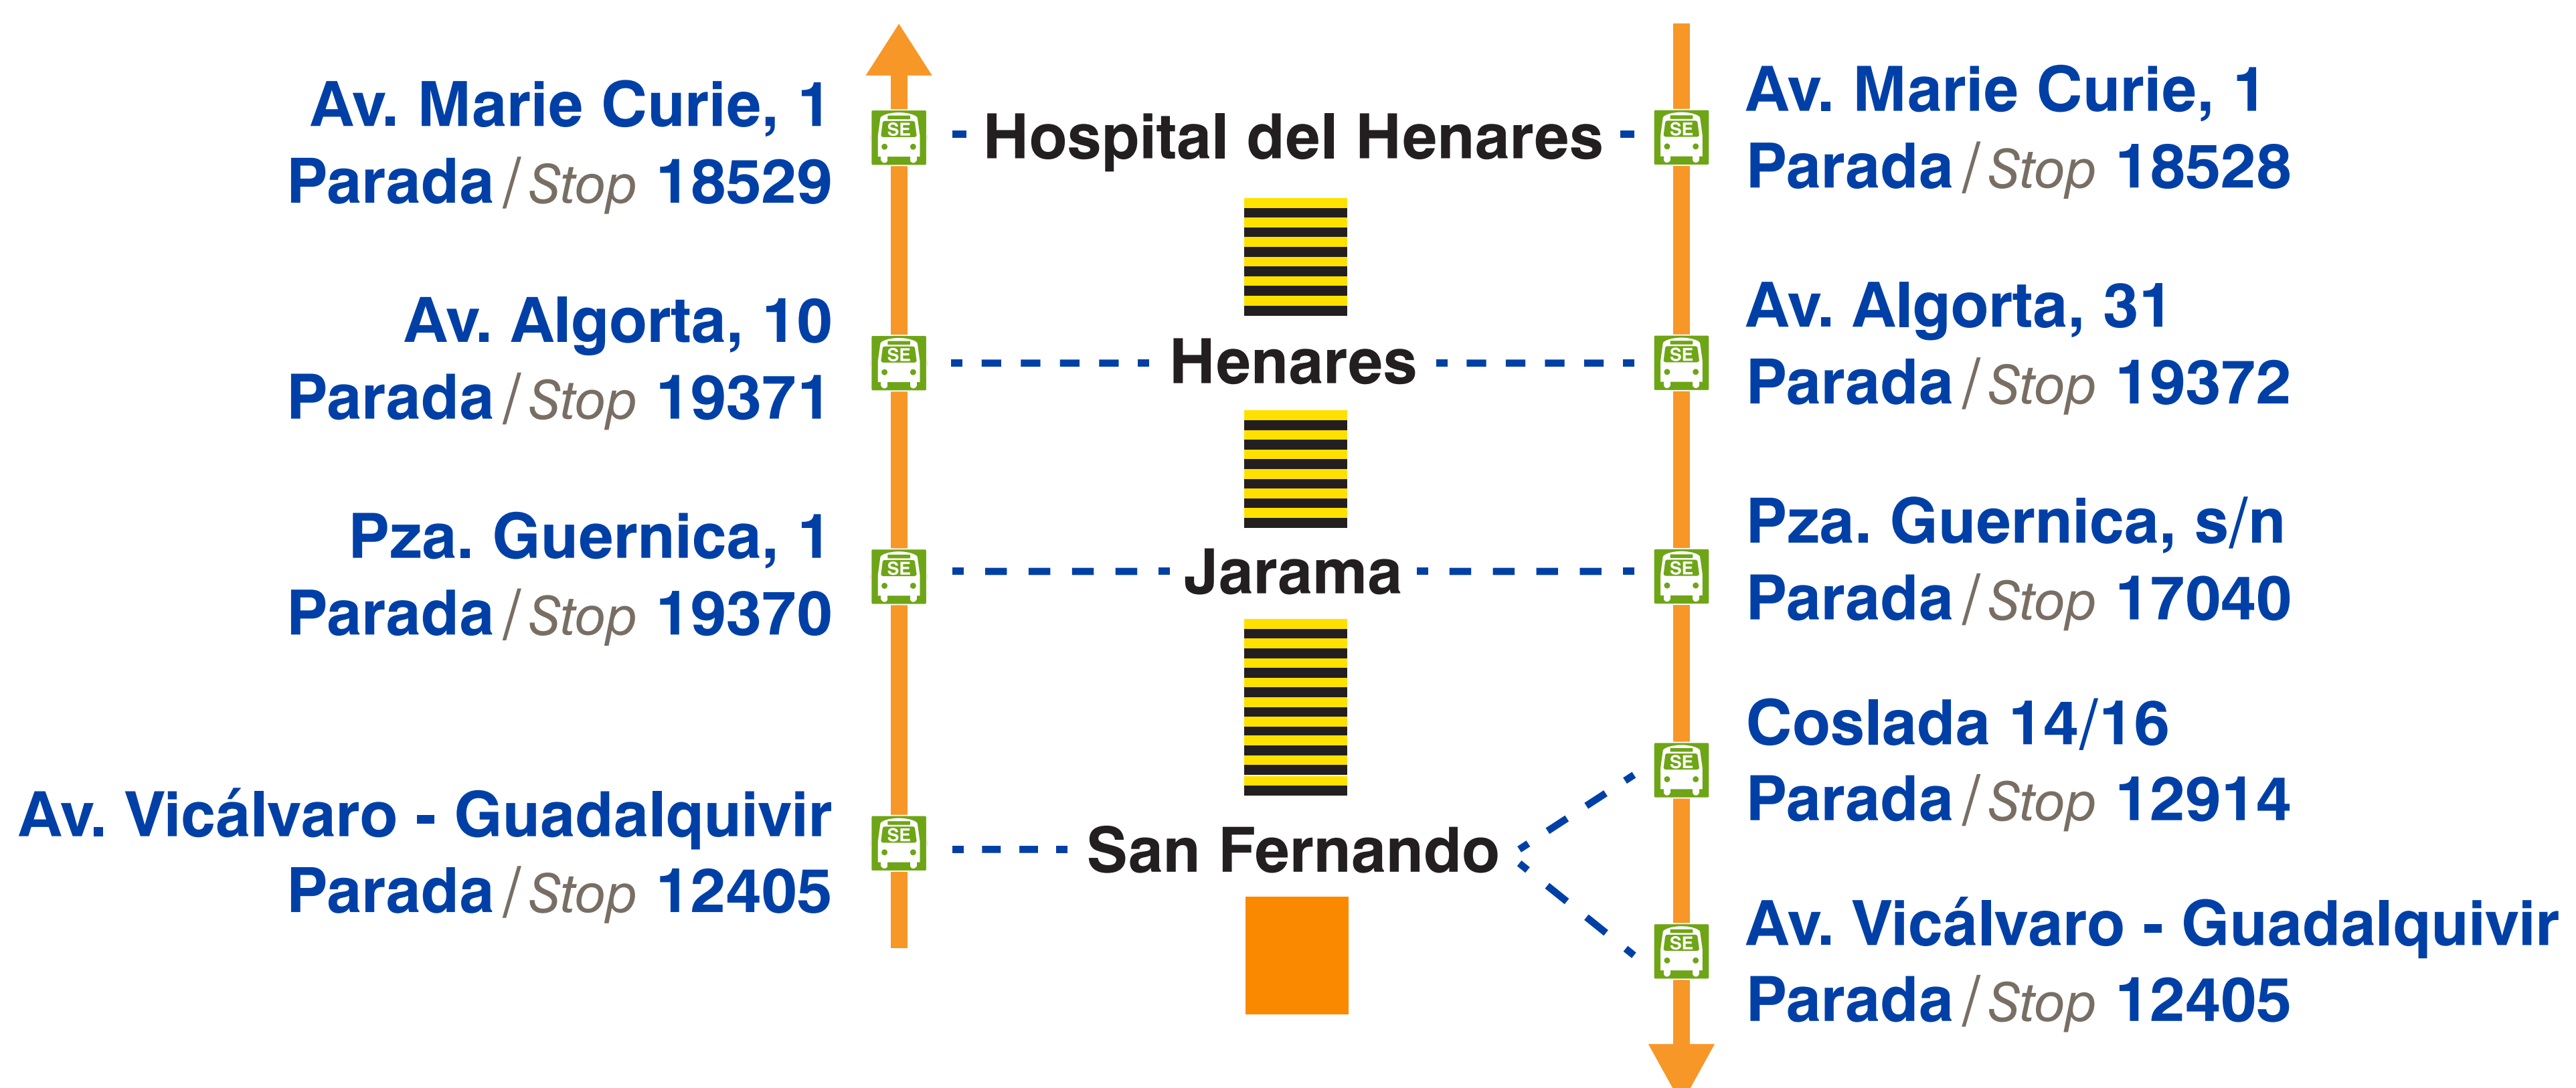 Av. Marie Curie, 1
Parada / Stop 18529
Av. Algorta, 10
Parada / Stop 19371
Pza. Guernica, 1
Parada / Stop 19370
Av. Vicálvaro - Guadalquivir
Parada / Stop 12405
SE
SE
SE
SE
Hospital del Henares
Henares
Jarama
San Fernando
SE
SE
SE
SE
SE
Av. Marie Curie, 1
Parada / Stop 18528
Av. Algorta, 31
Parada / Stop 19372
Pza. Guernica, s/n
Parada / Stop 17040
Coslada 14/16
Parada / Stop 12914
Av. Vicálvaro - Guadalquivir
Parada / Stop 12405